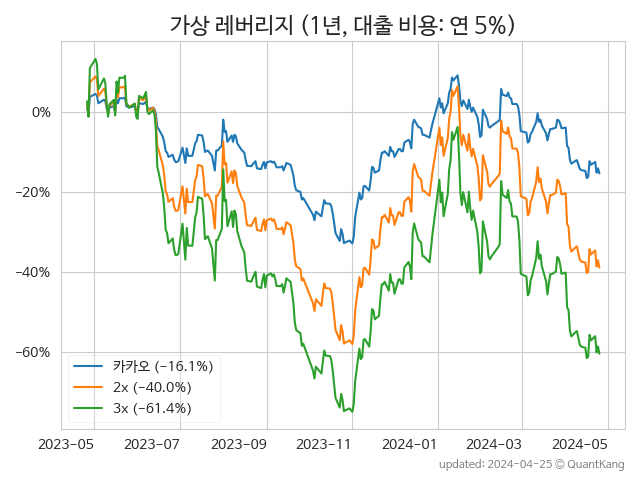 가상 레버리지 (1년, 대출 비용: 연 5%)
0%
−20%
−40%
−60%
카카오 (−16.1%)
2x (−40.0%)
3x (−61.4%)
2023-05 2023-07 2023-09 2023-11 2024-01 2024-03 2024-05
updated: 2024-04-25 © QuantKang